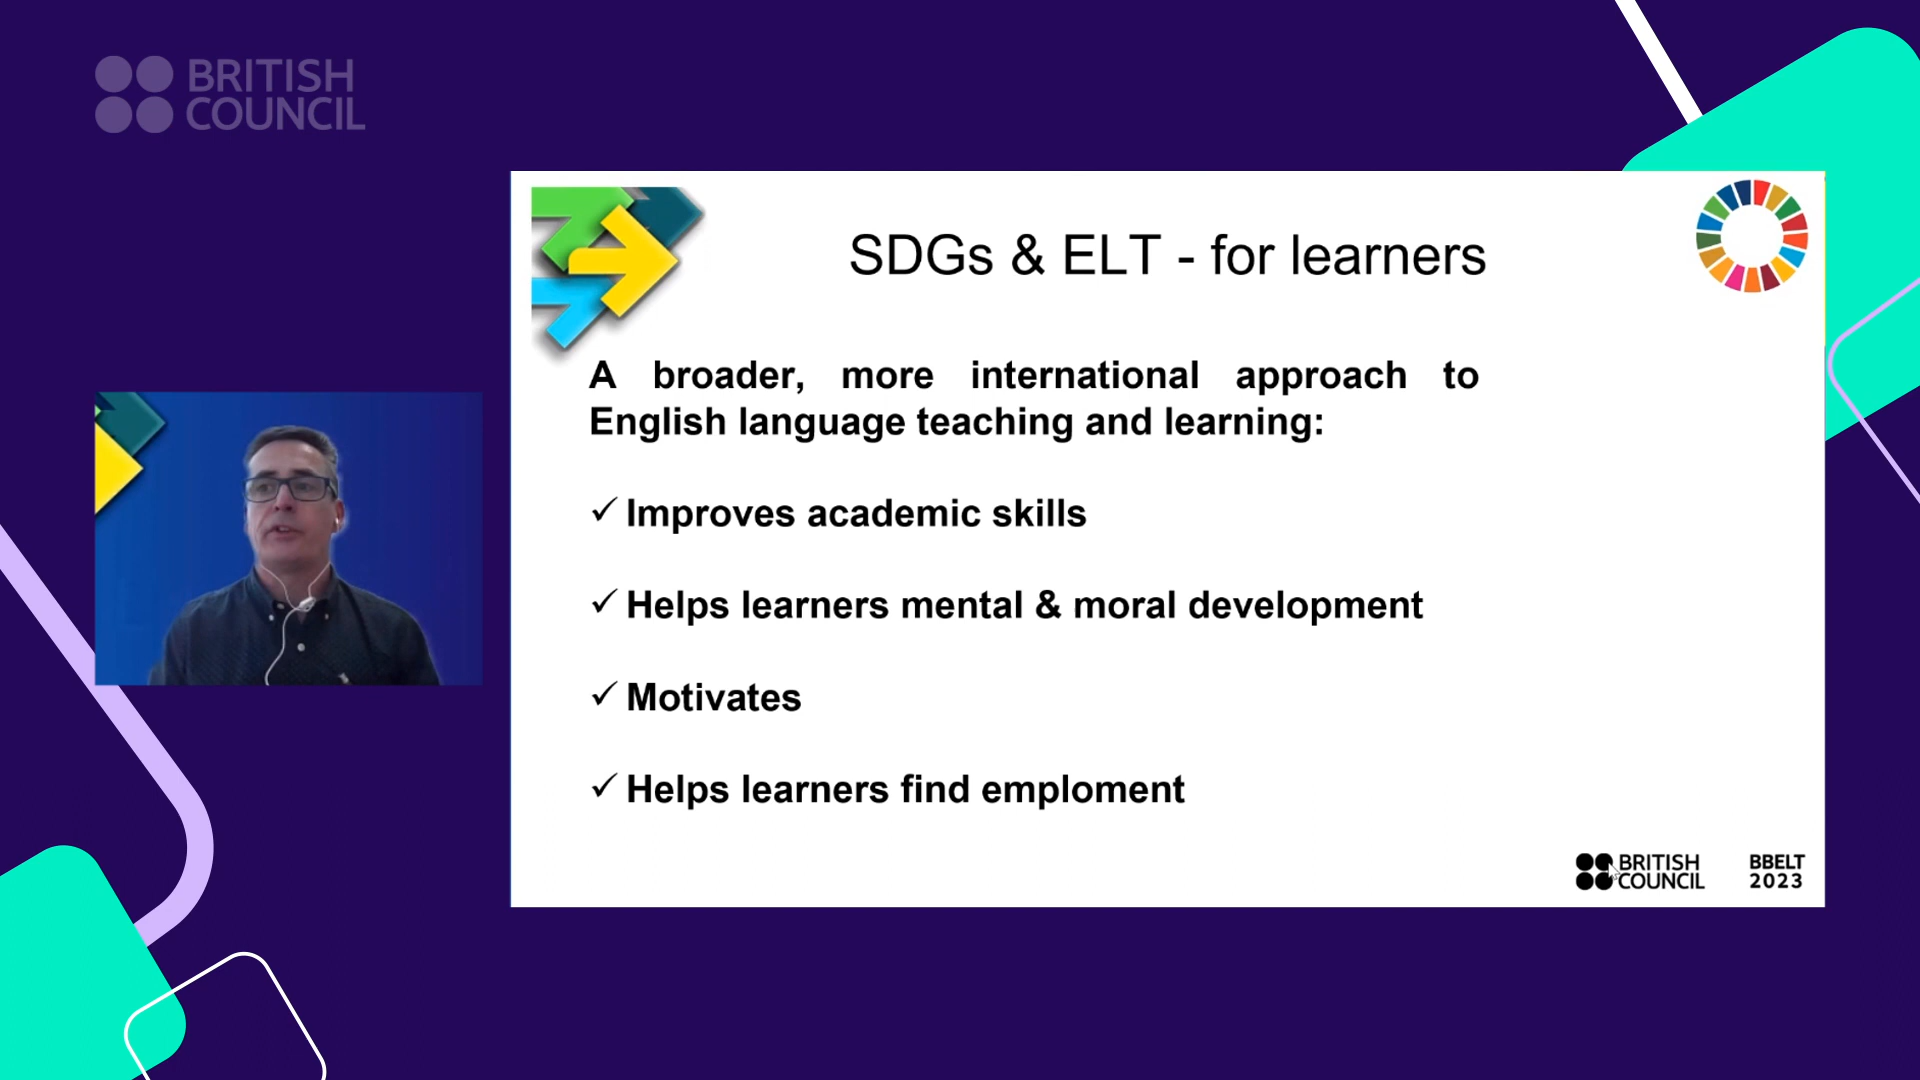 BRITISH
COUNCIL
SDGs & ELT - for learners
A broader, more international approach to
English language teaching and learning:
✓ Improves academic skills
✓ Helps learners mental & moral development
✓ Motivates
✓ Helps learners find emploment
BRITISH
COUNCIL
BBELT
2023